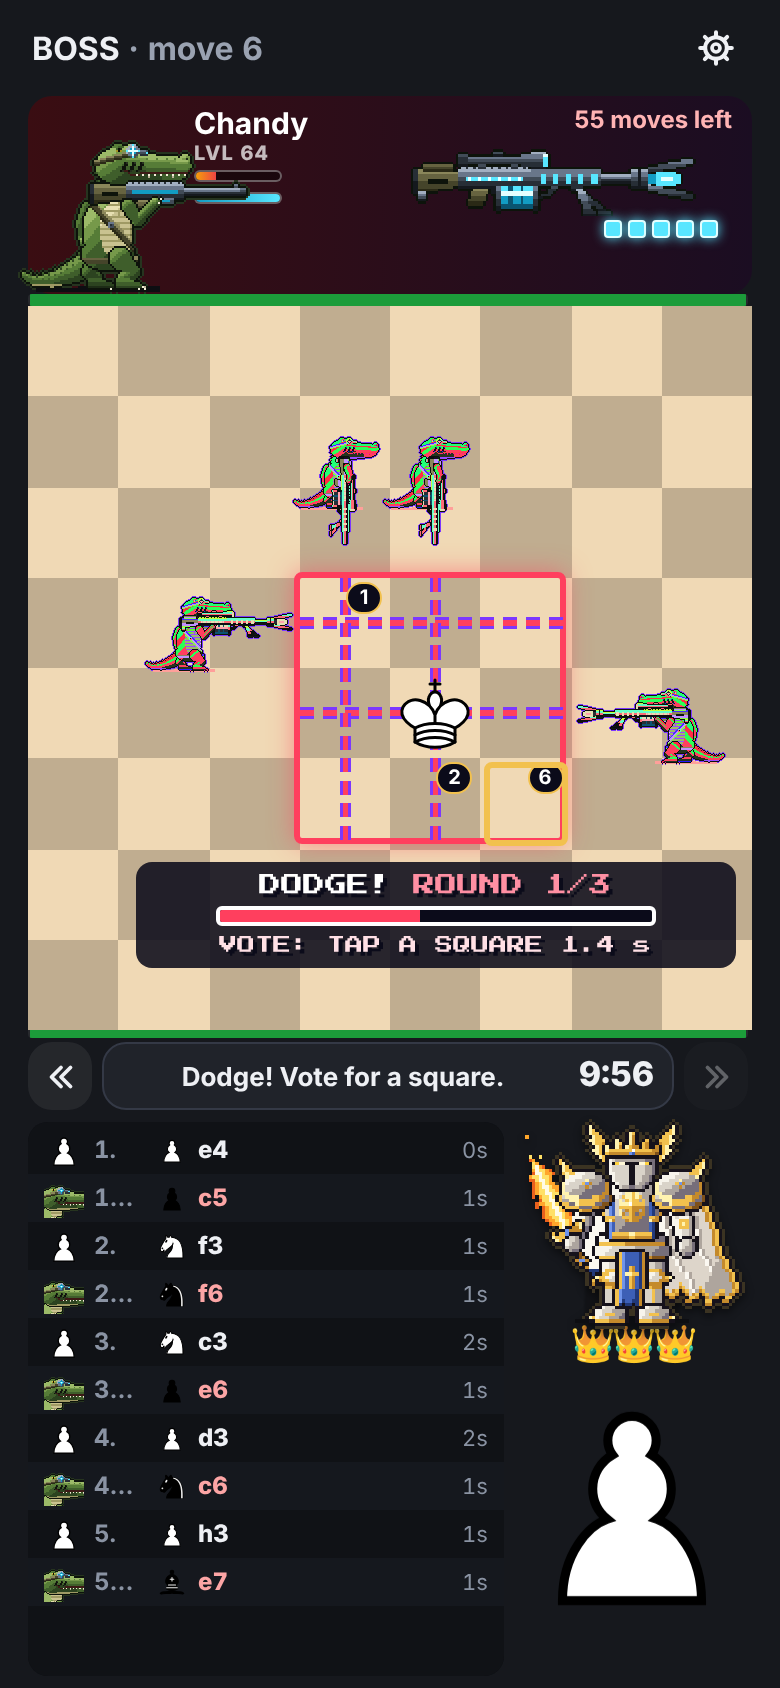 BOSS · move 6
Chandy
LVL 64
55 moves left
1
2
6
DODGE! ROUND 1/3
VOTE: TAP A SQUARE 1.4 s
Dodge! Vote for a square. 9:56
1. e4 0s
1... c5 1s
2. f3 1s
2... f6 1s
3. c3 2s
3... e6 1s
4. d3 2s
4... c6 1s
5. h3 1s
5... e7 1s